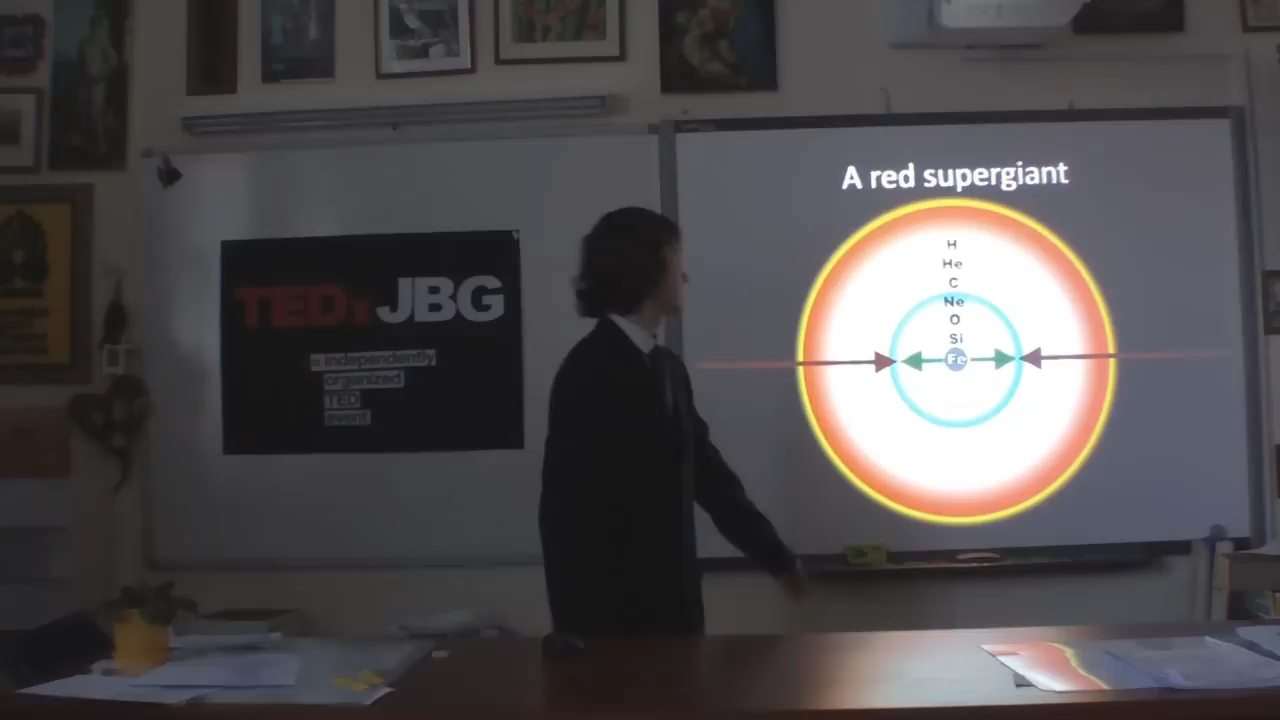 TEDxJBG
= independently
organized
TED
event
A red supergiant
H
He
C
Ne
O
Si
Fe